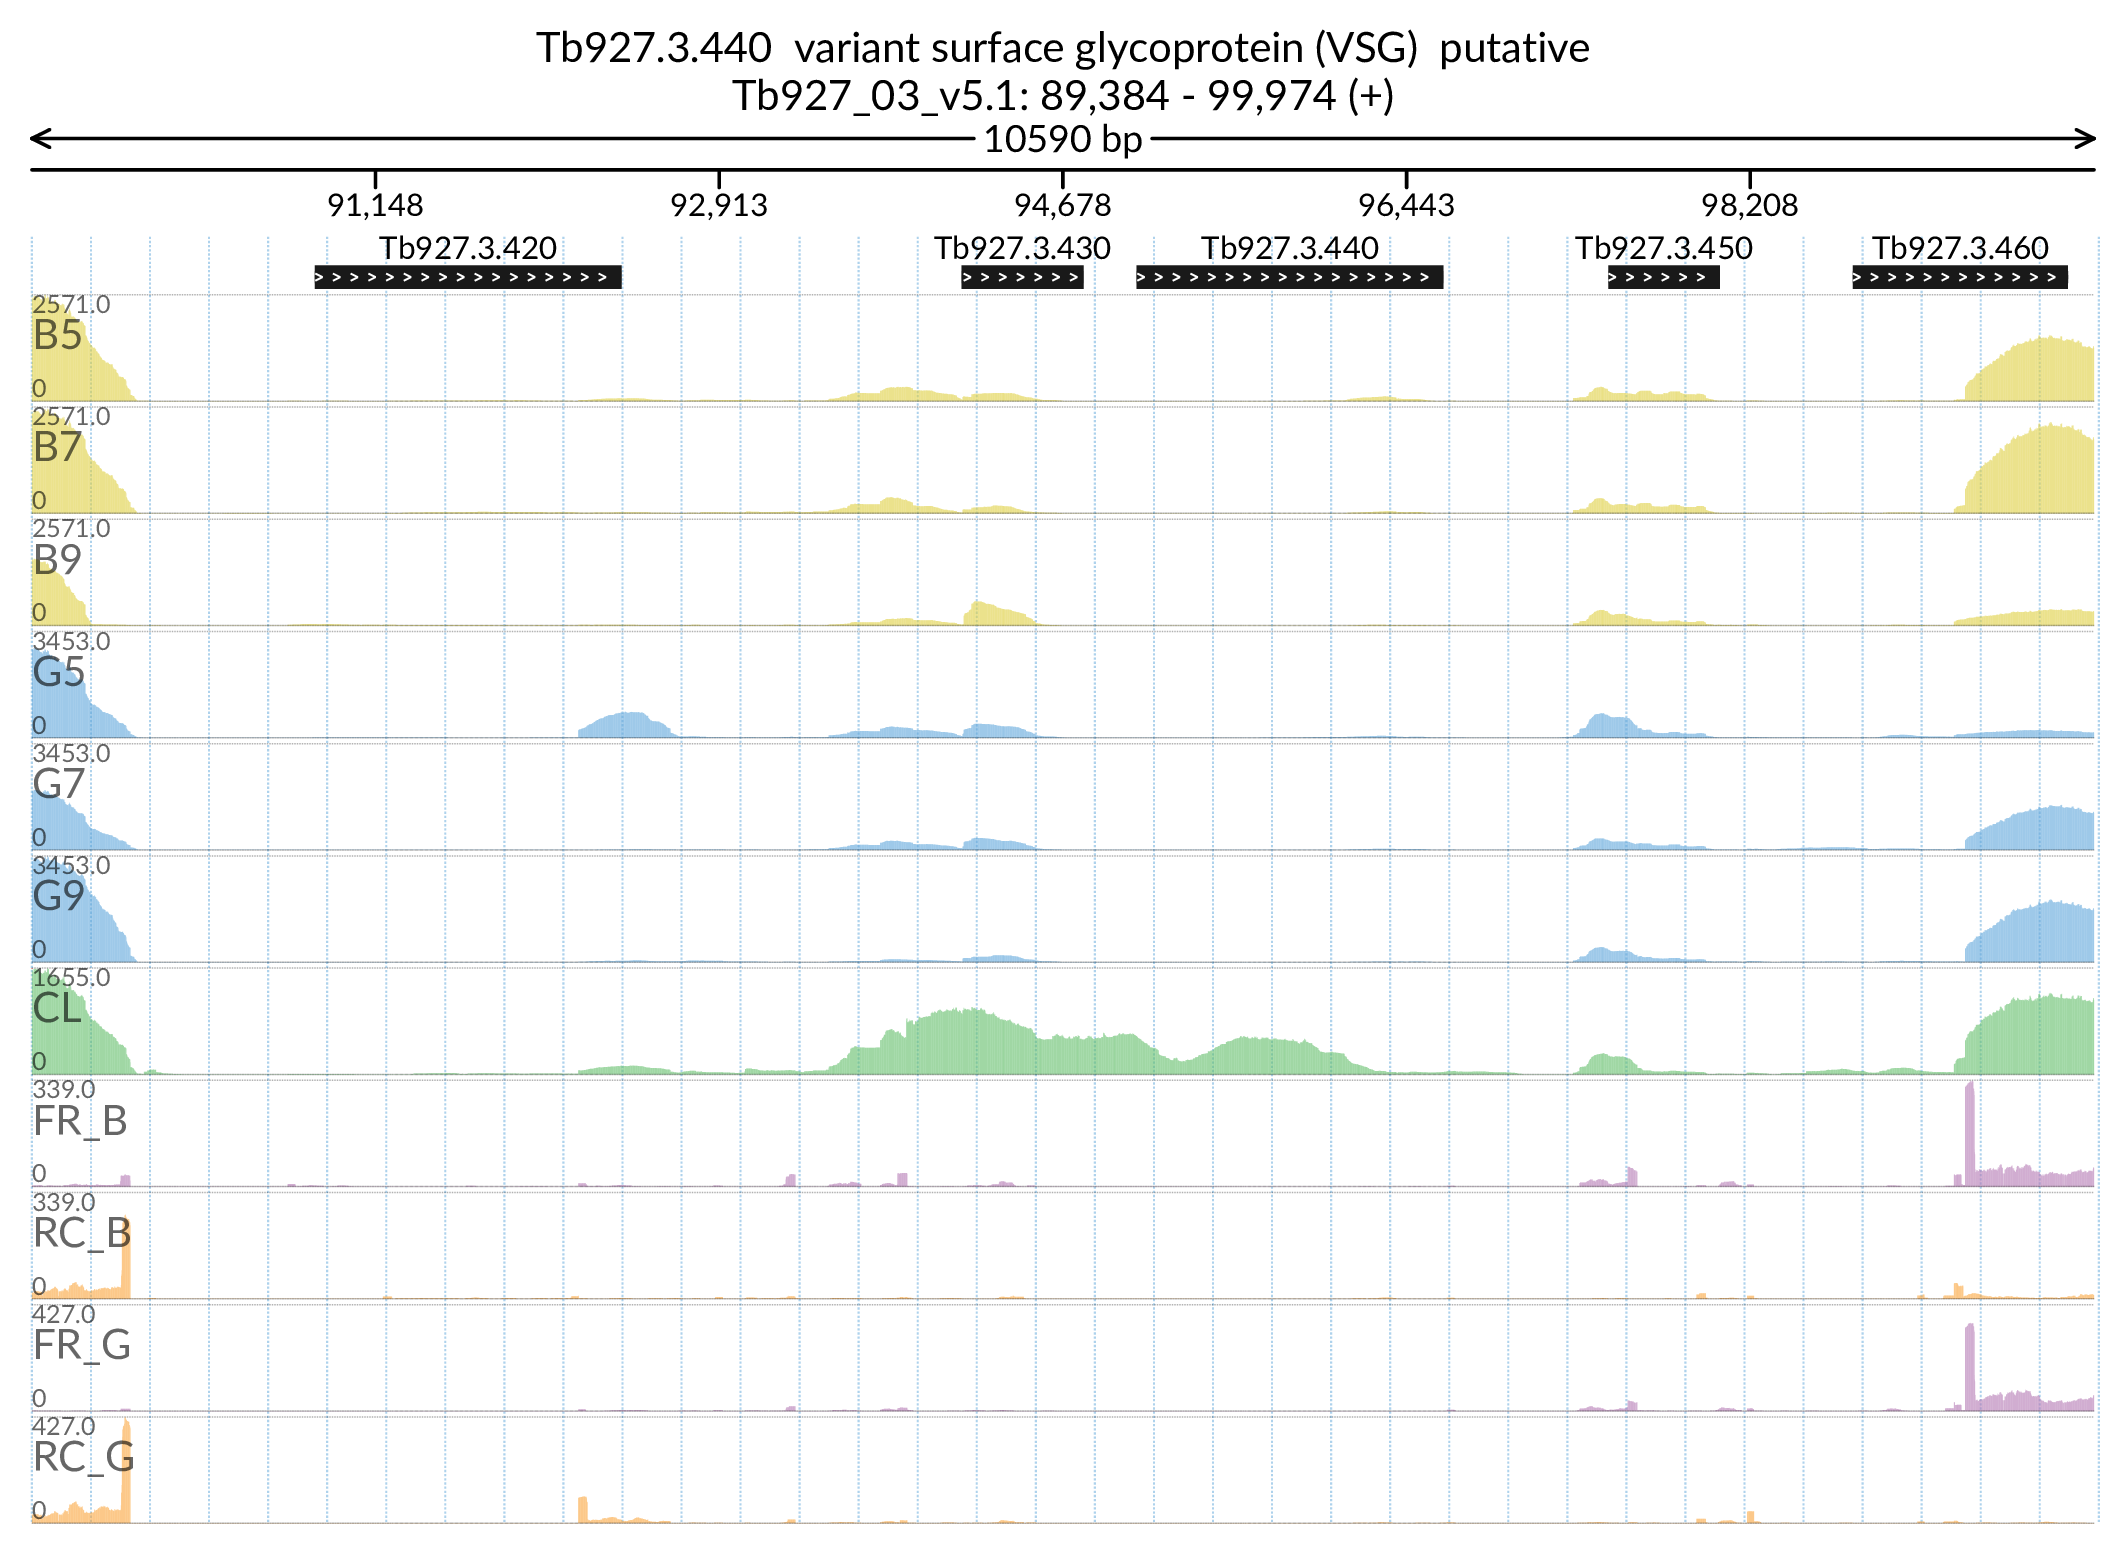 Tb927.3.440  variant surface glycoprotein (VSG)  putative
Tb927_03_v5.1: 89,384 - 99,974 (+)
10590 bp
91,148 92,913 94,678 96,443 98,208
Tb927.3.420 Tb927.3.430 Tb927.3.440 Tb927.3.450 Tb927.3.460
2571.0
B5
0
2571.0
B7
0
2571.0
B9
0
3453.0
G5
0
3453.0
G7
0
3453.0
G9
0
1655.0
CL
0
339.0
FR_B
0
339.0
RC_B
0
427.0
FR_G
0
427.0
RC_G
0